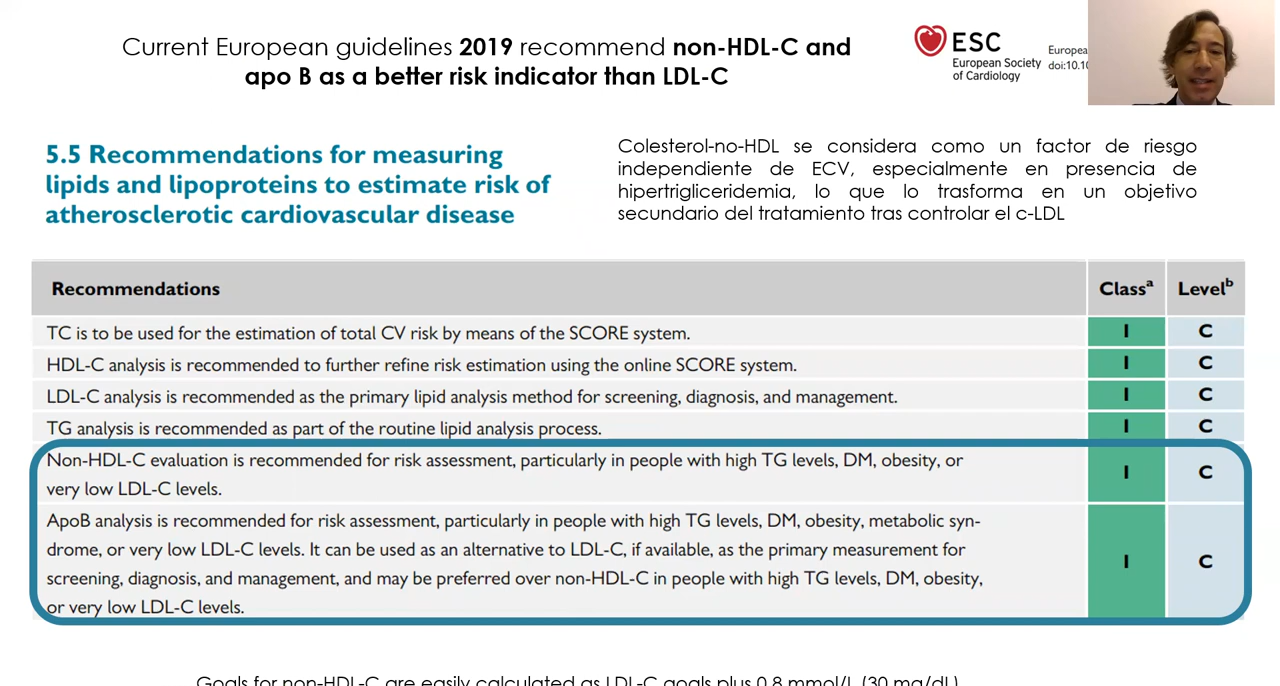 Current European guidelines 2019 recommend non-HDL-C and
apo B as a better risk indicator than LDL-C
ESC
European Society
of Cardiology
5.5 Recommendations for measuring
lipids and lipoproteins to estimate risk of
atherosclerotic cardiovascular disease
Colesterol-no-HDL se considera como un factor de riesgo
independiente de ECV, especialmente en presencia de
hipertrigliceridemia, lo que lo trasforma en un objetivo
secundario del tratamiento tras controlar el c-LDL
Recommendations Classᵃ Levelᵇ
TC is to be used for the estimation of total CV risk by means of the SCORE system. I C
HDL-C analysis is recommended to further refine risk estimation using the online SCORE system. I C
LDL-C analysis is recommended as the primary lipid analysis method for screening, diagnosis, and management. I C
TG analysis is recommended as part of the routine lipid analysis process. I C
Non-HDL-C evaluation is recommended for risk assessment, particularly in people with high TG levels, DM, obesity, or
very low LDL-C levels. I C
ApoB analysis is recommended for risk assessment, particularly in people with high TG levels, DM, obesity, metabolic syn-
drome, or very low LDL-C levels. It can be used as an alternative to LDL-C, if available, as the primary measurement for
screening, diagnosis, and management, and may be preferred over non-HDL-C in people with high TG levels, DM, obesity,
or very low LDL-C levels. I C
Goals for non-HDL-C are easily calculated as LDL-C goals plus 0.8 mmol/L (30 mg/dL)